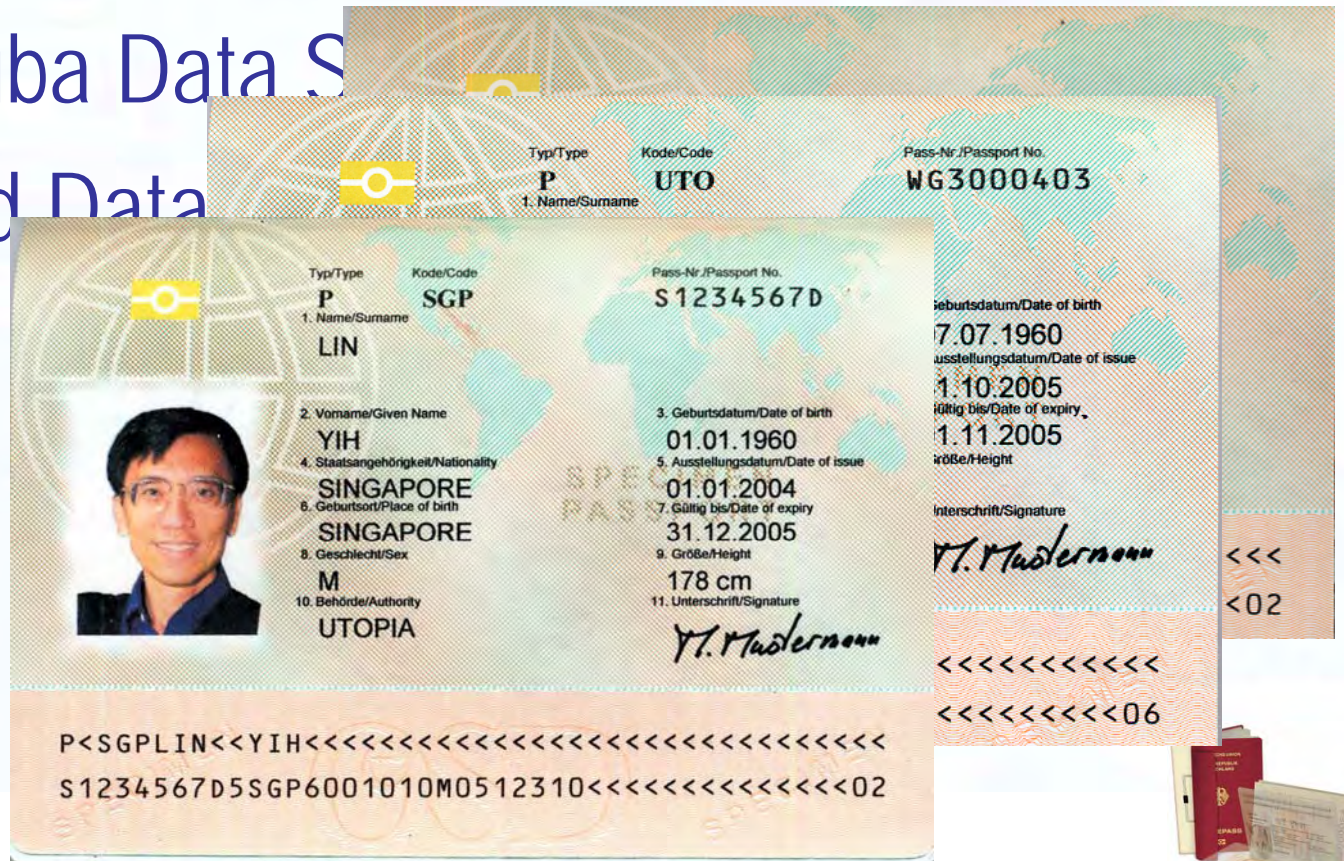 ba Data S
d Data
Typ/Type Kode/Code Pass-Nr./Passport No.
P UTO WG3000403
1. Name/Surname
eburtsdatum/Date of birth
7.07.1960
usstellungsdatum/Date of issue
1.10.2005
ültig bis/Date of expiry
1.11.2005
röße/Height
nterschrift/Signature
M. Mustermann
<<<
<02
<<<<<<<<<<<
<<<<<<<<<06
Typ/Type Kode/Code Pass-Nr./Passport No.
P SGP S1234567D
1. Name/Surname
LIN
2. Vorname/Given Name 3. Geburtsdatum/Date of birth
YIH 01.01.1960
4. Staatsangehörigkeit/Nationality 5. Ausstellungsdatum/Date of issue
SINGAPORE 01.01.2004
6. Geburtsort/Place of birth 7. Gültig bis/Date of expiry
SINGAPORE 31.12.2005
8. Geschlecht/Sex 9. Größe/Height
M 178 cm
10. Behörde/Authority 11. Unterschrift/Signature
UTOPIA M. Mustermann
SPECIMEN
P<SGPLIN<<YIH<<<<<<<<<<<<<<<<<<<<<<<<<<<<<<<
S1234567D5SGP6001010M0512310<<<<<<<<<<<<<<02